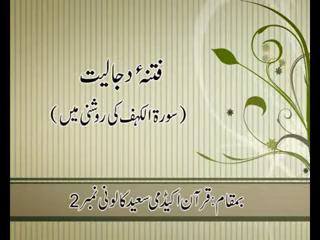 فتنۂ دجالیت
(سورۃ الکہف کی روشنی میں)
بمقام: قرآن اکیڈمی سعید کالونی نمبر 2